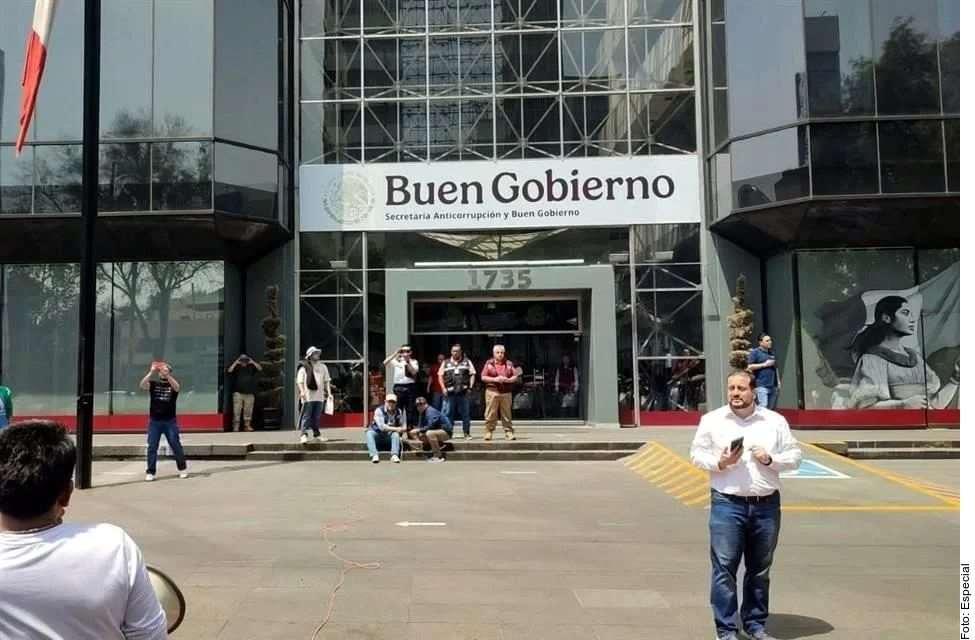 Buen Gobierno
Secretaría Anticorrupción y Buen Gobierno
1735
Foto: Especial